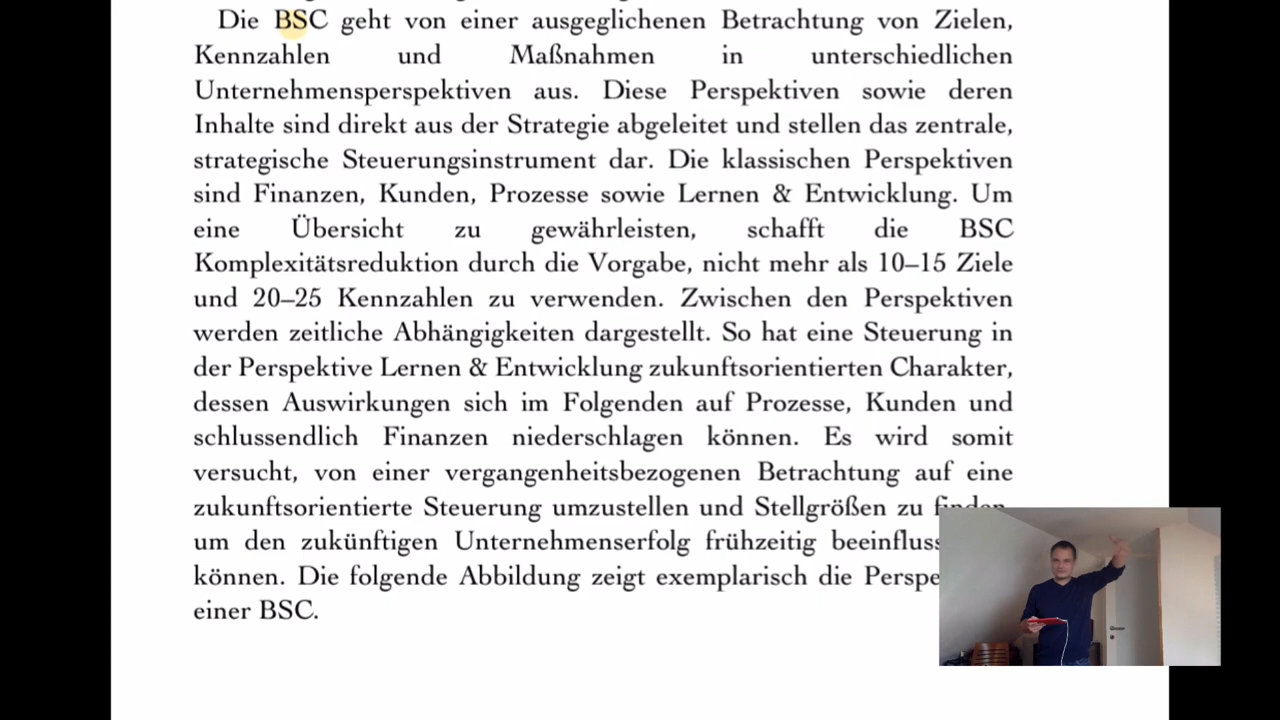 Die BSC geht von einer ausgeglichenen Betrachtung von Zielen,
Kennzahlen und Maßnahmen in unterschiedlichen
Unternehmensperspektiven aus. Diese Perspektiven sowie deren
Inhalte sind direkt aus der Strategie abgeleitet und stellen das zentrale,
strategische Steuerungsinstrument dar. Die klassischen Perspektiven
sind Finanzen, Kunden, Prozesse sowie Lernen & Entwicklung. Um
eine Übersicht zu gewährleisten, schafft die BSC
Komplexitätsreduktion durch die Vorgabe, nicht mehr als 10–15 Ziele
und 20–25 Kennzahlen zu verwenden. Zwischen den Perspektiven
werden zeitliche Abhängigkeiten dargestellt. So hat eine Steuerung in
der Perspektive Lernen & Entwicklung zukunftsorientierten Charakter,
dessen Auswirkungen sich im Folgenden auf Prozesse, Kunden und
schlussendlich Finanzen niederschlagen können. Es wird somit
versucht, von einer vergangenheitsbezogenen Betrachtung auf eine
zukunftsorientierte Steuerung umzustellen und Stellgrößen zu finden,
um den zukünftigen Unternehmenserfolg frühzeitig beeinfluss
können. Die folgende Abbildung zeigt exemplarisch die Perspe
einer BSC.